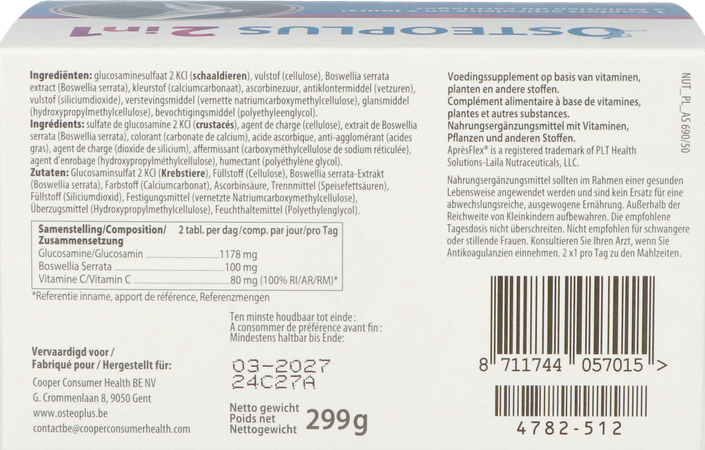 OSTEOPLUS 2 in 1
Ingrediënten: glucosaminesulfaat 2 KCl (schaaldieren), vulstof (cellulose), Boswellia serrata
extract (Boswellia serrata), kleurstof (calciumcarbonaat), ascorbinezuur, antiklontermiddel (vetzuren),
vulstof (siliciumdioxide), verstevingsmiddel (vernette natriumcarboxymethylcellulose), glansmiddel
(hydroxypropylmethylcellulose), bevochtigingsmiddel (polyethyleenglycol).
Ingrédients: sulfate de glucosamine 2 KCl (crustacés), agent de charge (cellulose), extrait de Boswellia
serrata (Boswellia serrata), colorant (carbonate de calcium), acide ascorbique, anti-agglomérant (acides
gras), agent de charge (dioxide de silicium), affermissant (carboxyméthylcellulose de sodium réticulée),
agent d'enrobage (hydroxypropylméthylcellulose), humectant (polyéthylène glycol).
Zutaten: Glucosaminsulfat 2 KCl (Krebstiere), Füllstoff (Cellulose), Boswellia serrata-Extrakt
(Boswellia serrata), Farbstoff (Calciumcarbonat), Ascorbinsäure, Trennmittel (Speisefettsäuren),
Füllstoff (Siliciumdioxid), Festigungsmittel (vernetzte Natriumcarboxymethylcellulose),
Überzugsmittel (Hydroxypropylmethylcellulose), Feuchthaltemittel (Polyethylenglycol).
Samenstelling/Composition/ 2 tabl. per dag/comp. par jour/pro Tag
Zusammensetzung
Glucosamine/Glucosamin 1178 mg
Boswellia Serrata 100 mg
Vitamine C/Vitamin C 80 mg (100% RI/AR/RM)*
*Referentie inname, apport de référence, Referenzmengen
Ten minste houdbaar tot einde :
A consommer de préférence avant fin :
Mindestens haltbar bis Ende:
03-2027
24C27A
Vervaardigd voor /
Fabriqué pour / Hergestellt für:
Cooper Consumer Health BE NV
G. Crommenlaan 8, 9050 Gent
www.osteoplus.be
contactbe@cooperconsumerhealth.com
Netto gewicht
Poids net
Nettogewicht
299g
Voedingssupplement op basis van vitaminen,
planten en andere stoffen.
Complément alimentaire à base de vitamines,
plantes et autres substances.
Nahrungsergänzungsmittel mit Vitaminen,
Pflanzen und anderen Stoffen.
AprèsFlex® is a registered trademark of PLT Health
Solutions-Laila Nutraceuticals, LLC.
Nahrungsergänzungsmittel sollten im Rahmen einer gesunden
Lebensweise angewendet werden und sind kein Ersatz für eine
abwechslungsreiche, ausgewogene Ernährung. Außerhalb der
Reichweite von Kleinkindern aufbewahren. Die empfohlene
Tagesdosis nicht überschreiten. Nicht empfohlen für schwangere
oder stillende Frauen. Konsultieren Sie Ihren Arzt, wenn Sie
Antikoagulanzien einnehmen. 2 x1 pro Tag zu den Mahlzeiten.
NUT_PL_AS 690/50
8 711744 057015 >
4782-512